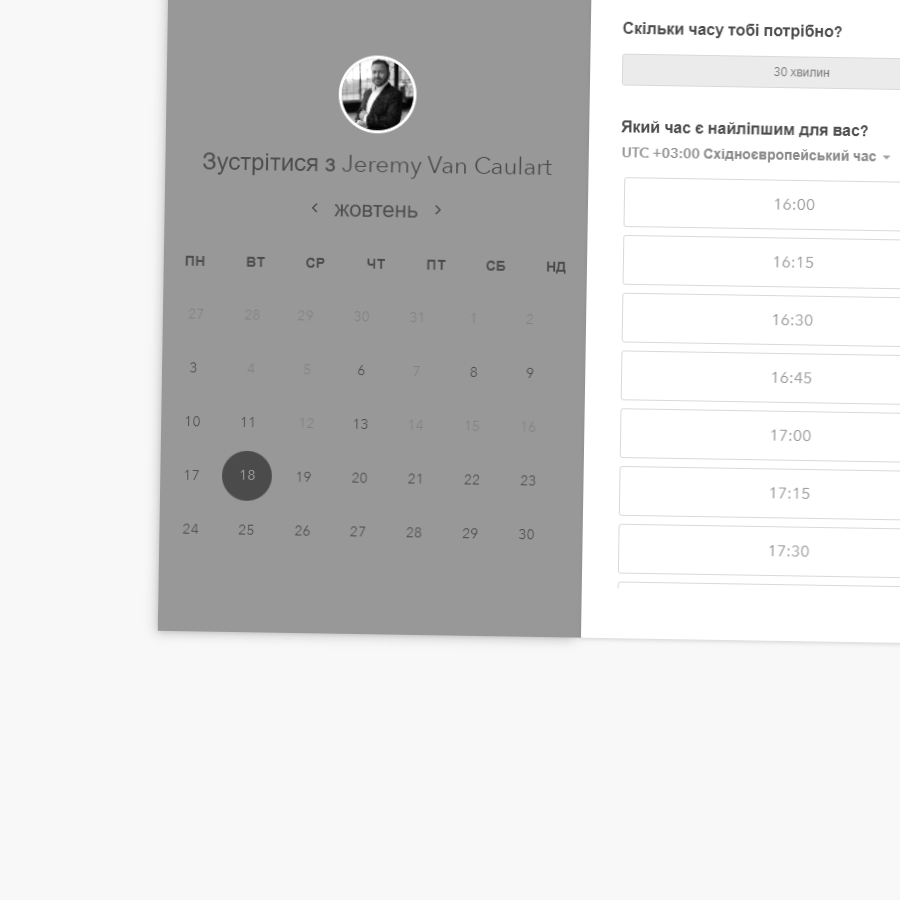 Зустрітися з Jeremy Van Caulart
жовтень
ПН ВТ СР ЧТ ПТ СБ НД
27 28 29 30 31 1 2
3 4 5 6 7 8 9
10 11 12 13 14 15 16
17 18 19 20 21 22 23
24 25 26 27 28 29 30
Скільки часу тобі потрібно?
30 хвилин
Який час є найліпшим для вас?
UTC +03:00 Східноєвропейський час
16:00
16:15
16:30
16:45
17:00
17:15
17:30